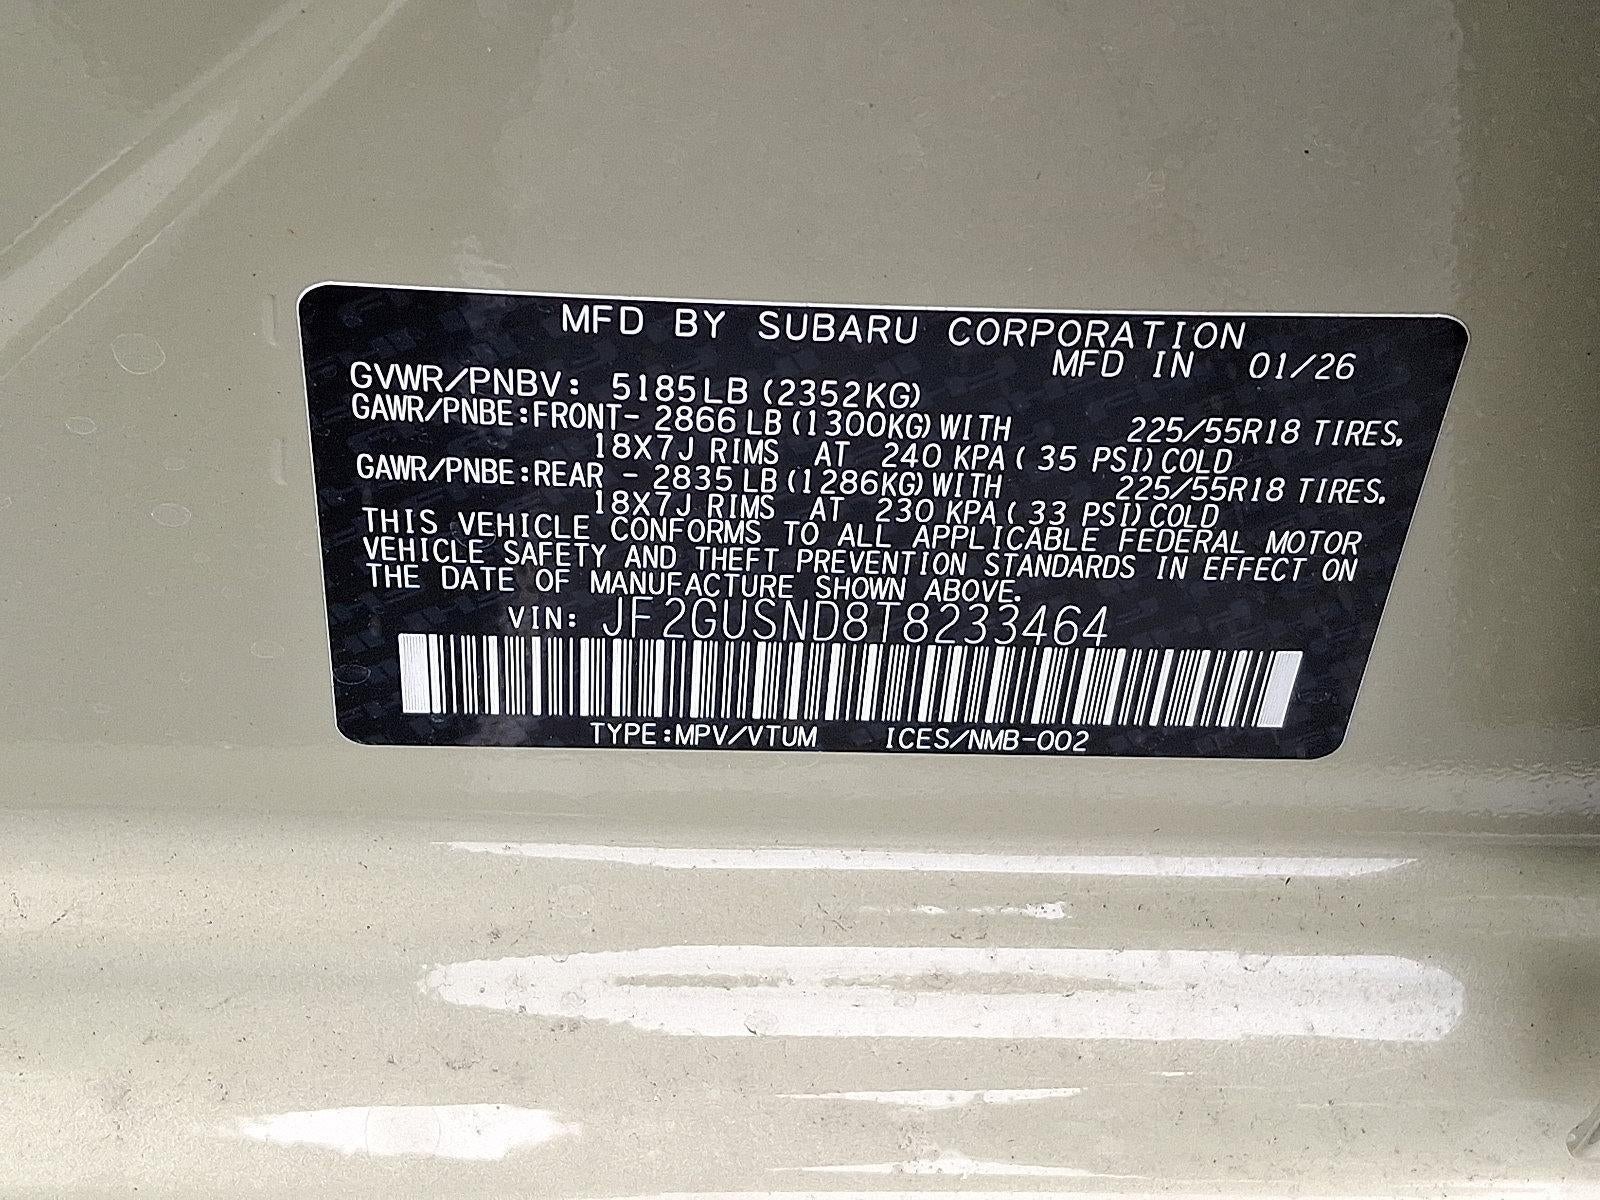 MFD BY SUBARU CORPORATION
MFD IN 01/26
GVWR/PNBV: 5185LB (2352KG)
GAWR/PNBE:FRONT- 2866 LB (1300KG) WITH 225/55R18 TIRES.
18X7J RIMS AT 240 KPA ( 35 PSI) COLD
GAWR/PNBE:REAR - 2835 LB (1286KG) WITH 225/55R18 TIRES.
18X7J RIMS AT 230 KPA ( 33 PSI) COLD
THIS VEHICLE CONFORMS TO ALL APPLICABLE FEDERAL MOTOR
VEHICLE SAFETY AND THEFT PREVENTION STANDARDS IN EFFECT ON
THE DATE OF MANUFACTURE SHOWN ABOVE.
VIN: JF2GUSND8T8233464
TYPE:MPV/VTUM ICES/NMB-002